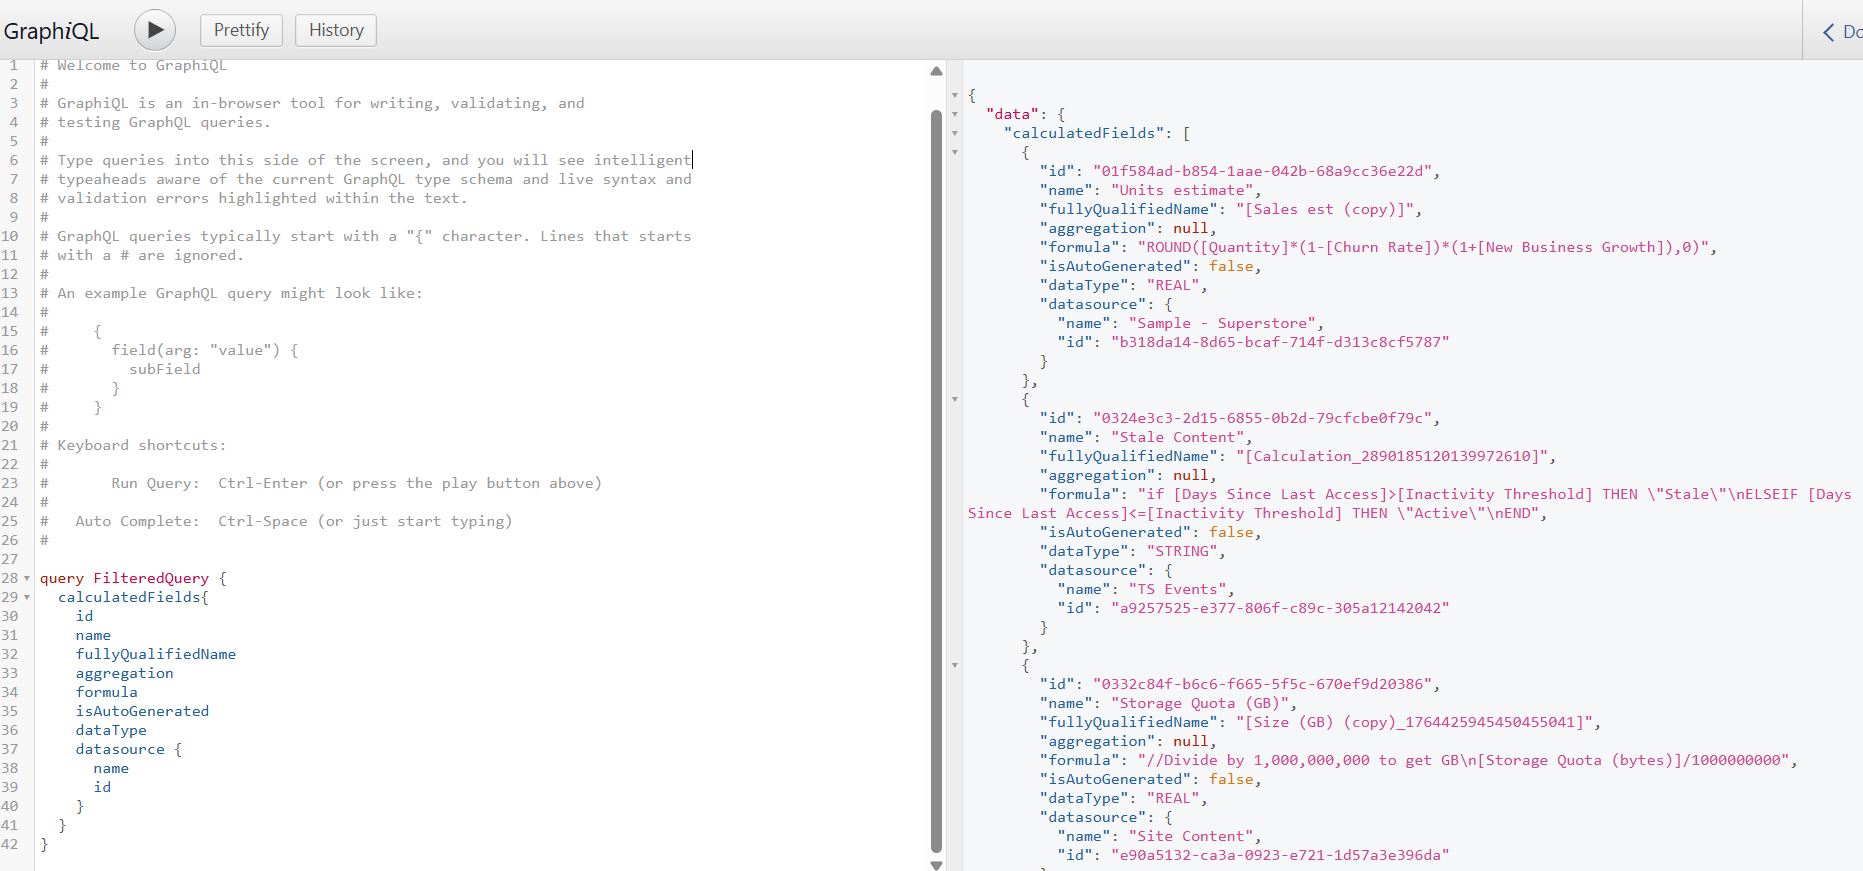 GraphiQL
Prettify
History
Do
1 # Welcome to GraphiQL
2 #
3 # GraphiQL is an in-browser tool for writing, validating, and
4 # testing GraphQL queries.
5 #
6 # Type queries into this side of the screen, and you will see intelligent
7 # typeaheads aware of the current GraphQL type schema and live syntax and
8 # validation errors highlighted within the text.
9 #
10 # GraphQL queries typically start with a "{" character. Lines that starts
11 # with a # are ignored.
12 #
13 # An example GraphQL query might look like:
14 #
15 #     {
16 #       field(arg: "value") {
17 #         subField
18 #       }
19 #     }
20 #
21 # Keyboard shortcuts:
22 #
23 #       Run Query:  Ctrl-Enter (or press the play button above)
24 #
25 #   Auto Complete:  Ctrl-Space (or just start typing)
26 #
27
28 query FilteredQuery {
29   calculatedFields{
30     id
31     name
32     fullyQualifiedName
33     aggregation
34     formula
35     isAutoGenerated
36     dataType
37     datasource {
38       name
39       id
40     }
41   }
42 }
{
  "data": {
    "calculatedFields": [
      {
        "id": "01f584ad-b854-1aae-042b-68a9cc36e22d",
        "name": "Units estimate",
        "fullyQualifiedName": "[Sales est (copy)]",
        "aggregation": null,
        "formula": "ROUND([Quantity]*(1-[Churn Rate])*(1+[New Business Growth]),0)",
        "isAutoGenerated": false,
        "dataType": "REAL",
        "datasource": {
          "name": "Sample - Superstore",
          "id": "b318da14-8d65-bcaf-714f-d313c8cf5787"
        }
      },
      {
        "id": "0324e3c3-2d15-6855-0b2d-79cfcbe0f79c",
        "name": "Stale Content",
        "fullyQualifiedName": "[Calculation_2890185120139972610]",
        "aggregation": null,
        "formula": "if [Days Since Last Access]>[Inactivity Threshold] THEN \"Stale\"\nELSEIF [Days
Since Last Access]<=[Inactivity Threshold] THEN \"Active\"\nEND",
        "isAutoGenerated": false,
        "dataType": "STRING",
        "datasource": {
          "name": "TS Events",
          "id": "a9257525-e377-806f-c89c-305a12142042"
        }
      },
      {
        "id": "0332c84f-b6c6-f665-5f5c-670ef9d20386",
        "name": "Storage Quota (GB)",
        "fullyQualifiedName": "[Size (GB) (copy)_1764425945450455041]",
        "aggregation": null,
        "formula": "//Divide by 1,000,000,000 to get GB\n[Storage Quota (bytes)]/1000000000",
        "isAutoGenerated": false,
        "dataType": "REAL",
        "datasource": {
          "name": "Site Content",
          "id": "e90a5132-ca3a-0923-e721-1d57a3e396da"